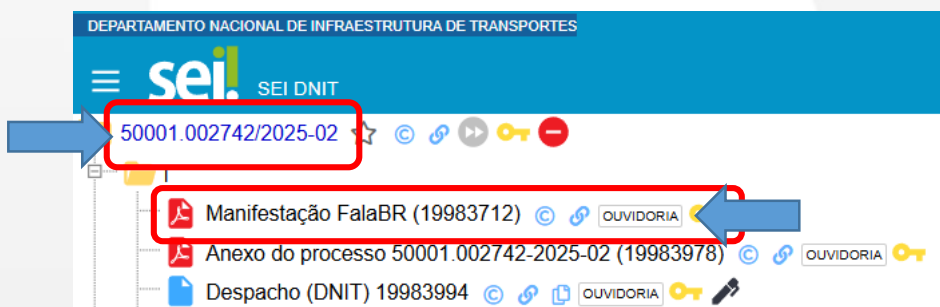 DEPARTAMENTO NACIONAL DE INFRAESTRUTURA DE TRANSPORTES
sei! SEI DNIT
50001.002742/2025-02
I
Manifestação FalaBR (19983712) OUVIDORIA
Anexo do processo 50001.002742-2025-02 (19983978) OUVIDORIA
Despacho (DNIT) 19983994 OUVIDORIA